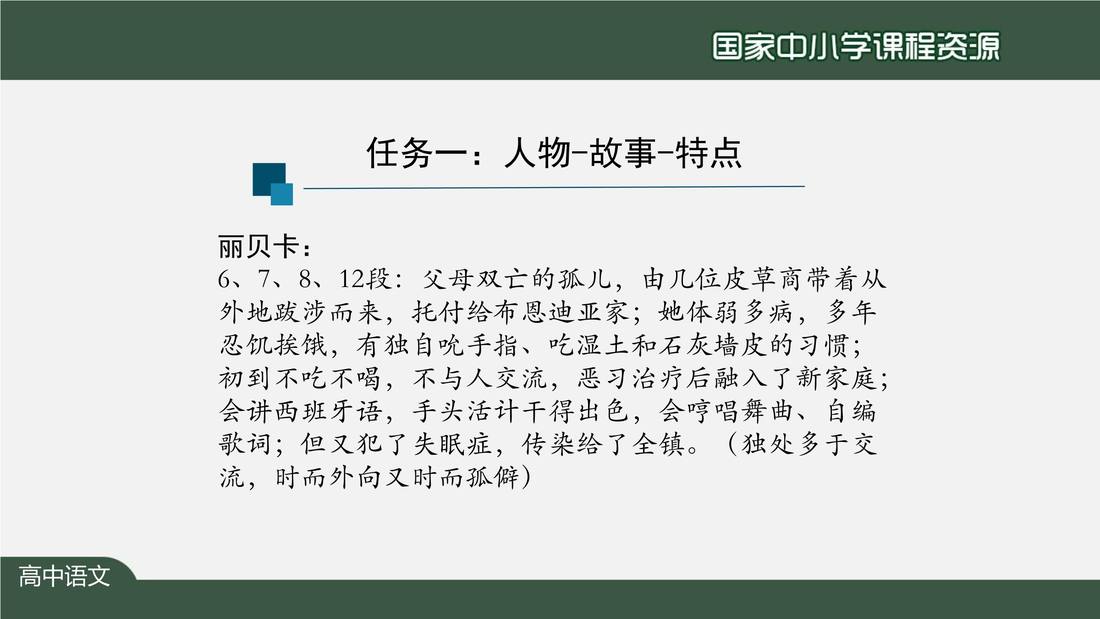 国家中小学课程资源
任务一：人物-故事-特点
丽贝卡：
6、7、8、12段：父母双亡的孤儿，由几位皮草商带着从
外地跋涉而来，托付给布恩迪亚家；她体弱多病，多年
忍饥挨饿，有独自吮手指、吃湿土和石灰墙皮的习惯；
初到不吃不喝，不与人交流，恶习治疗后融入了新家庭；
会讲西班牙语，手头活计干得出色，会哼唱舞曲、自编
歌词；但又犯了失眠症，传染给了全镇。（独处多于交
流，时而外向又时而孤僻）
高中语文